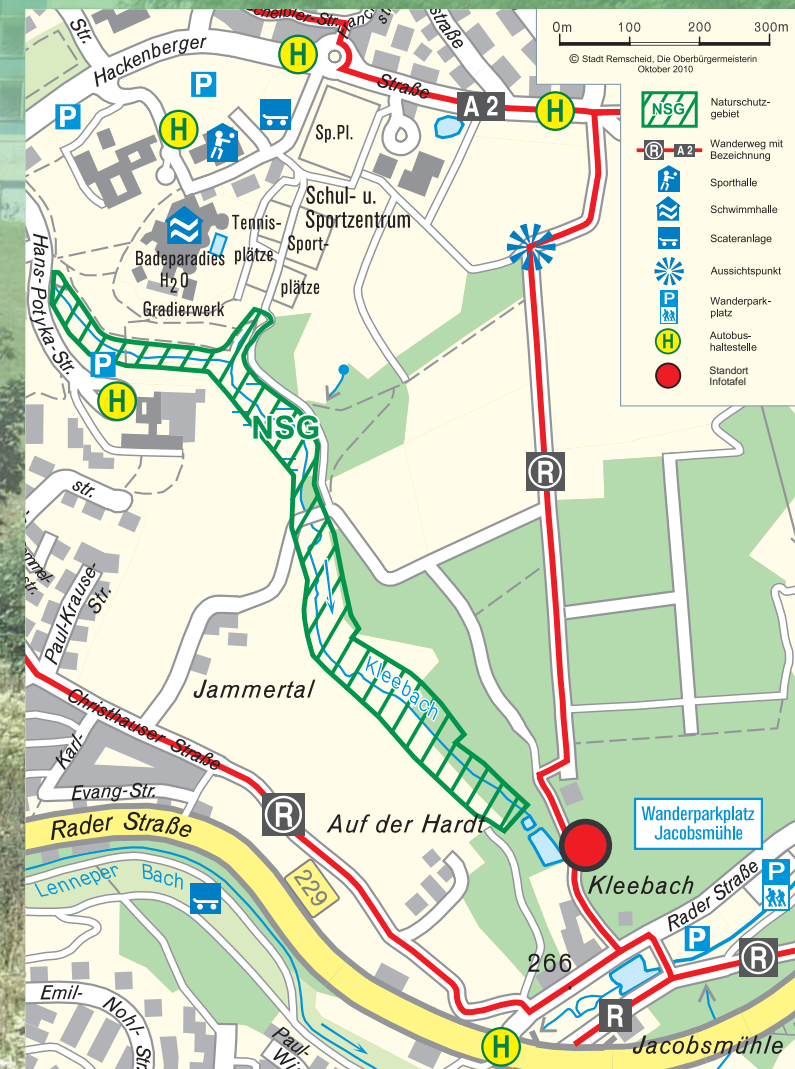 0m 100 200 300m
© Stadt Remscheid, Die Oberbürgermeisterin
Oktober 2010
NSG
Naturschutz-
gebiet
R A 2
Wanderweg mit
Bezeichnung
Sporthalle
Schwimmhalle
Scateranlage
Aussichtspunkt
P
Wanderpark-
platz
H
Autobus-
haltestelle
Standort
Infotafel
Str.
Hackenberger
Straße
straße
A 2
H
H
H
P
P
Sp.Pl.
Schul- u.
Sportzentrum
Tennis-
plätze
Sport-
plätze
Badeparadies
H2O
Gradierwerk
Hans-Potyka-Str.
P
H
NSG
R
str.
Paul-Krause-
Str.
Jammertal
Kleebach
Christhauser Straße
Karl-
Evang-Str.
Rader Straße
R
Auf der Hardt
229
Lenneper Bach
Wanderparkplatz
Jacobsmühle
Kleebach
Rader Straße
P
P
R
266
R
Emil-
Nohl-
Paul-
H
Jacobsmühle